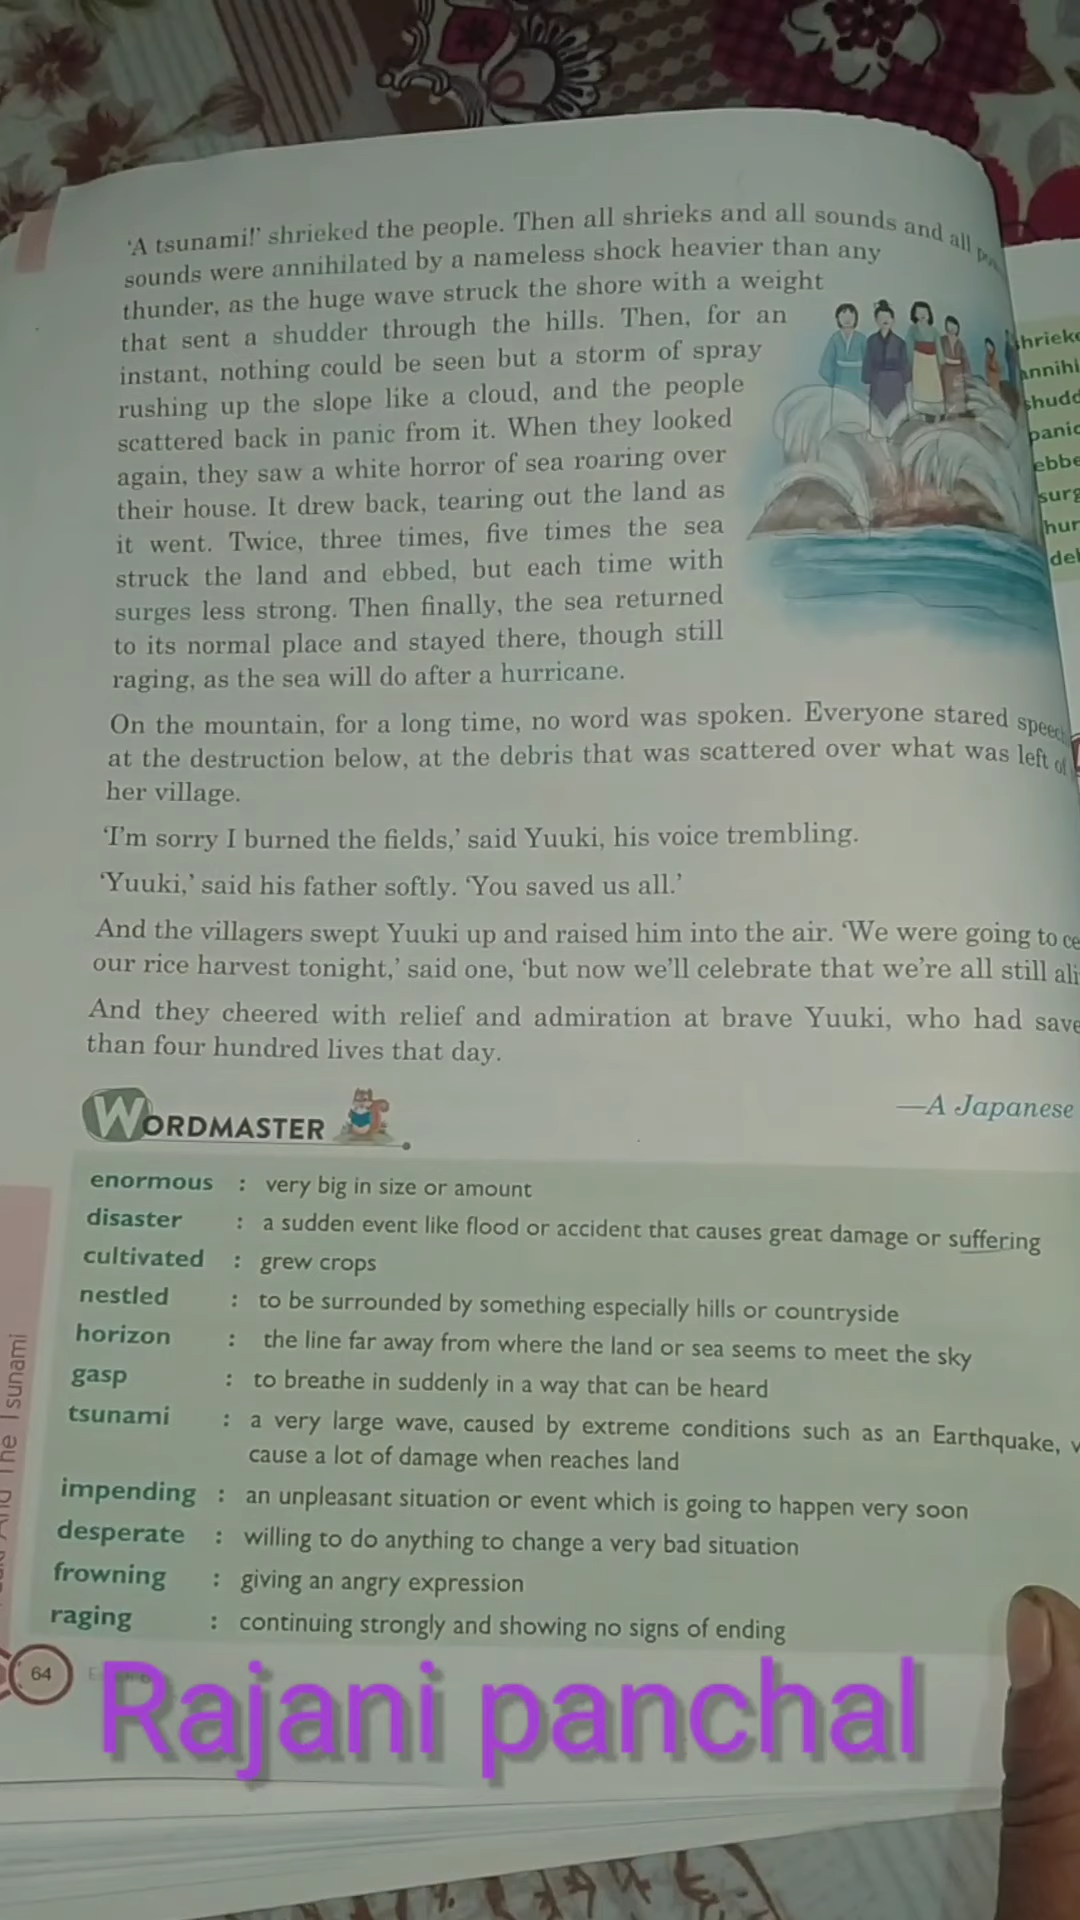 ‘A tsunami!’ shrieked the people. Then all shrieks and all sounds and all
sounds were annihilated by a nameless shock heavier than any
thunder, as the huge wave struck the shore with a weight
that sent a shudder through the hills. Then, for an
instant, nothing could be seen but a storm of spray
rushing up the slope like a cloud, and the people
scattered back in panic from it. When they looked
again, they saw a white horror of sea roaring over
their house. It drew back, tearing out the land as
it went. Twice, three times, five times the sea
struck the land and ebbed, but each time with
surges less strong. Then finally, the sea returned
to its normal place and stayed there, though still
raging, as the sea will do after a hurricane.
On the mountain, for a long time, no word was spoken. Everyone stared
at the destruction below, at the debris that was scattered over what was left of
her village.
‘I’m sorry I burned the fields,’ said Yuuki, his voice trembling.
‘Yuuki,’ said his father softly. ‘You saved us all.’
And the villagers swept Yuuki up and raised him into the air. ‘We were going to
our rice harvest tonight,’ said one, ‘but now we’ll celebrate that we’re all still
And they cheered with relief and admiration at brave Yuuki, who had
than four hundred lives that day.
—A Japanese
WORDMASTER
enormous : very big in size or amount
disaster : a sudden event like flood or accident that causes great damage or suffering
cultivated : grew crops
nestled : to be surrounded by something especially hills or countryside
horizon : the line far away from where the land or sea seems to meet the sky
gasp : to breathe in suddenly in a way that can be heard
tsunami : a very large wave, caused by extreme conditions such as an Earthquake,
cause a lot of damage when reaches land
impending : an unpleasant situation or event which is going to happen very soon
desperate : willing to do anything to change a very bad situation
frowning : giving an angry expression
raging : continuing strongly and showing no signs of ending
And The Tsunami
64
Rajani panchal